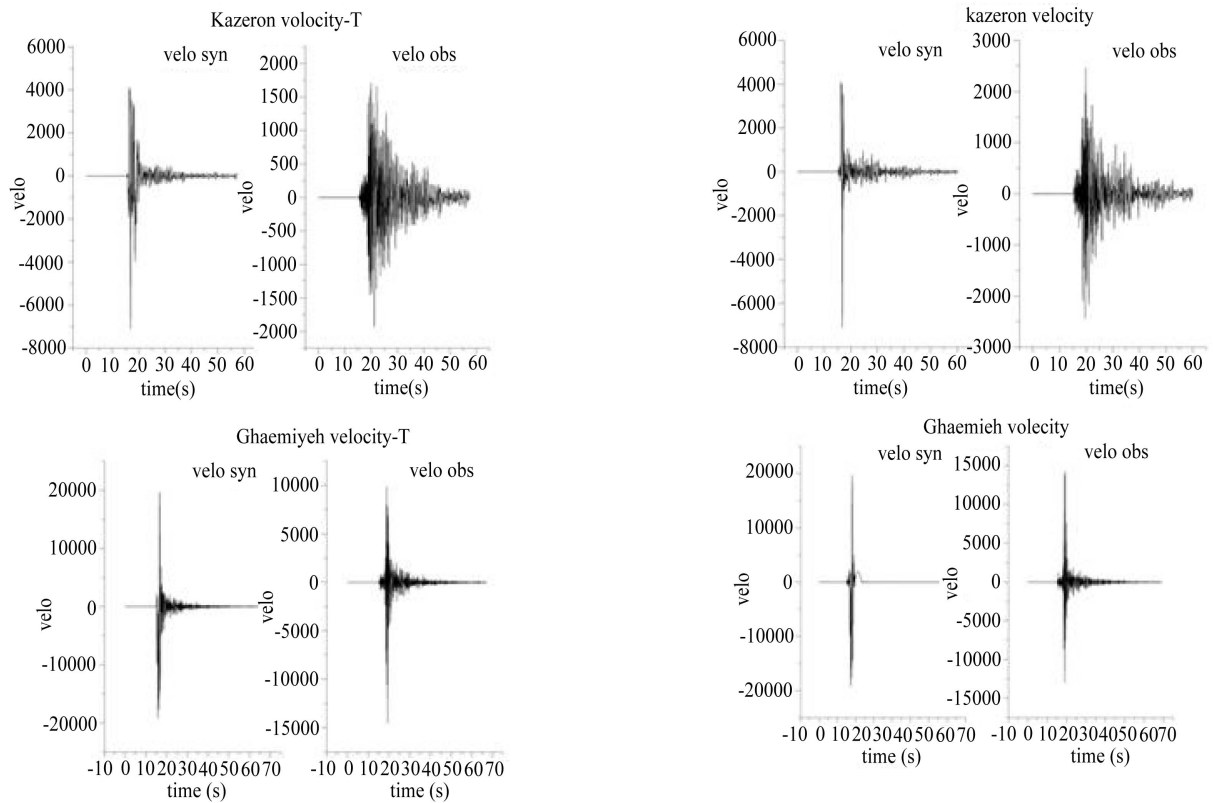 Kazeron volocity-T
velo syn
velo obs
6000
4000
2000
0
-2000
-4000
-6000
-8000
velo
0 10 20 30 40 50 60
time(s)
2000
1500
1000
500
0
-500
-1000
-1500
-2000
velo
0 10 20 30 40 50 60
time(s)
kazeron velocity
velo syn
velo obs
6000
4000
2000
0
-2000
-4000
-6000
-8000
velo
0 10 20 30 40 50 60
time(s)
3000
2000
1000
0
-1000
-2000
-3000
velo
0 10 20 30 40 50 60
time(s)
Ghaemiyeh velocity-T
velo syn
velo obs
20000
10000
0
-10000
-20000
velo
-10 0 10 20 30 40 50 60 70
time (s)
10000
5000
0
-5000
-10000
-15000
velo
-10 0 10 20 30 40 50 60 70
time (s)
Ghaemieh volecity
velo syn
velo obs
20000
10000
0
-10000
-20000
velo
-10 0 10 20 30 40 50 60 70
time (s)
15000
10000
5000
0
-5000
-10000
-15000
velo
-10 0 10 20 30 40 50 60 70
time (s)